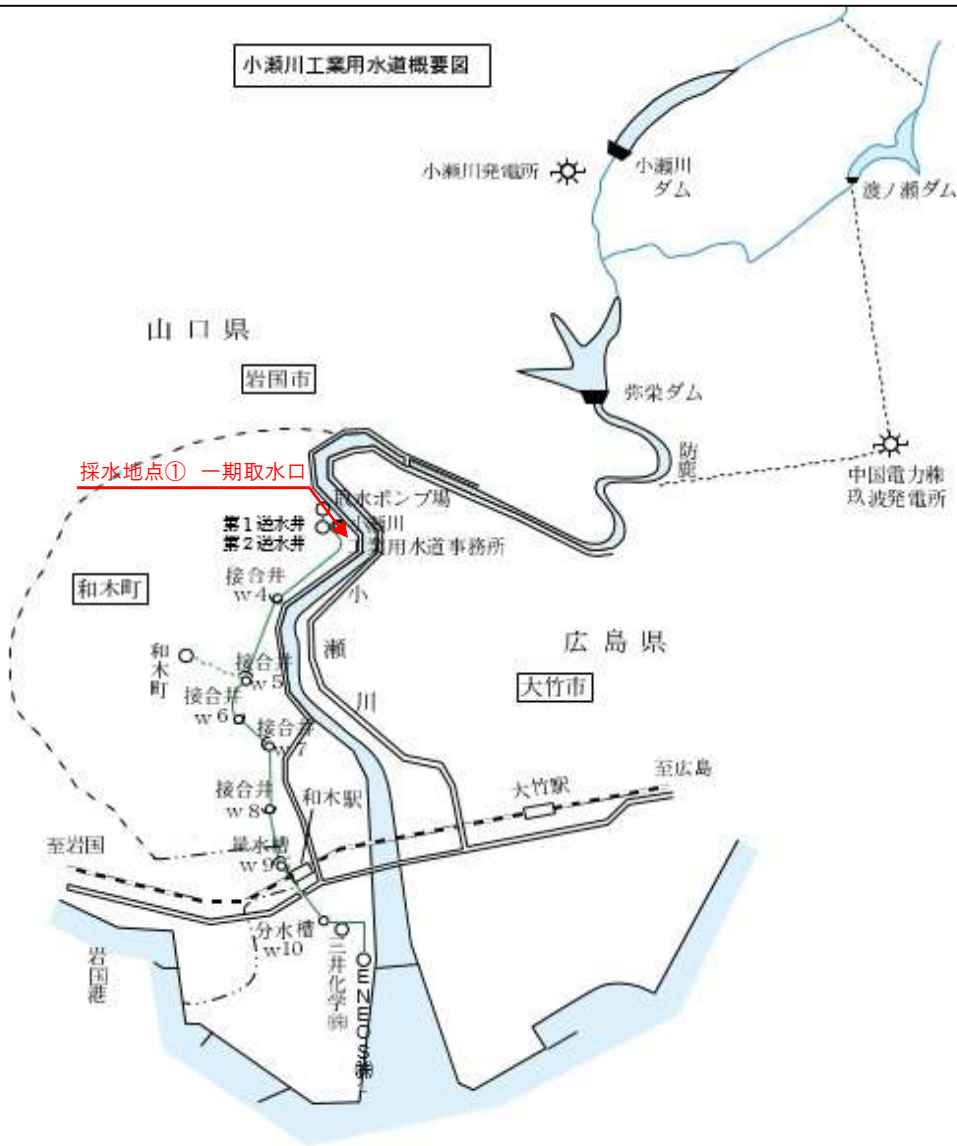 小瀬川工業用水道概要図
小瀬川発電所
小瀬川
ダム
渡ノ瀬ダム
山口県
岩国市
弥栄ダム
防鹿
中国電力㈱
玖波発電所
採水地点① 一期取水口
取水ポンプ場
第1送水井
小瀬川
第2送水井
工業用水道事務所
接合井
w4
和木町
小瀬川
広島県
大竹市
和木町
接合井
w5
接合井
w6
接合井
w7
接合井
w8
和木駅
大竹駅
至広島
至岩国
量水槽
w9
分水槽
w10
三井化学㈱
ENEOS㈱
岩国港